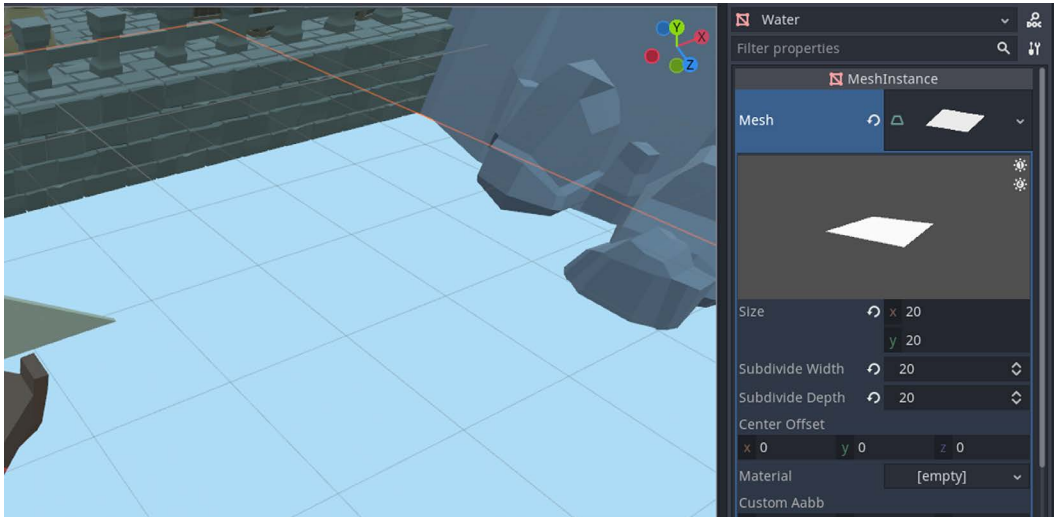 Water
DOC
Filter properties
Y
X
Z
MeshInstance
Mesh
Size x 20
y 20
Subdivide Width 20
Subdivide Depth 20
Center Offset
x 0 y 0 z 0
Material [empty]
Custom Aabb